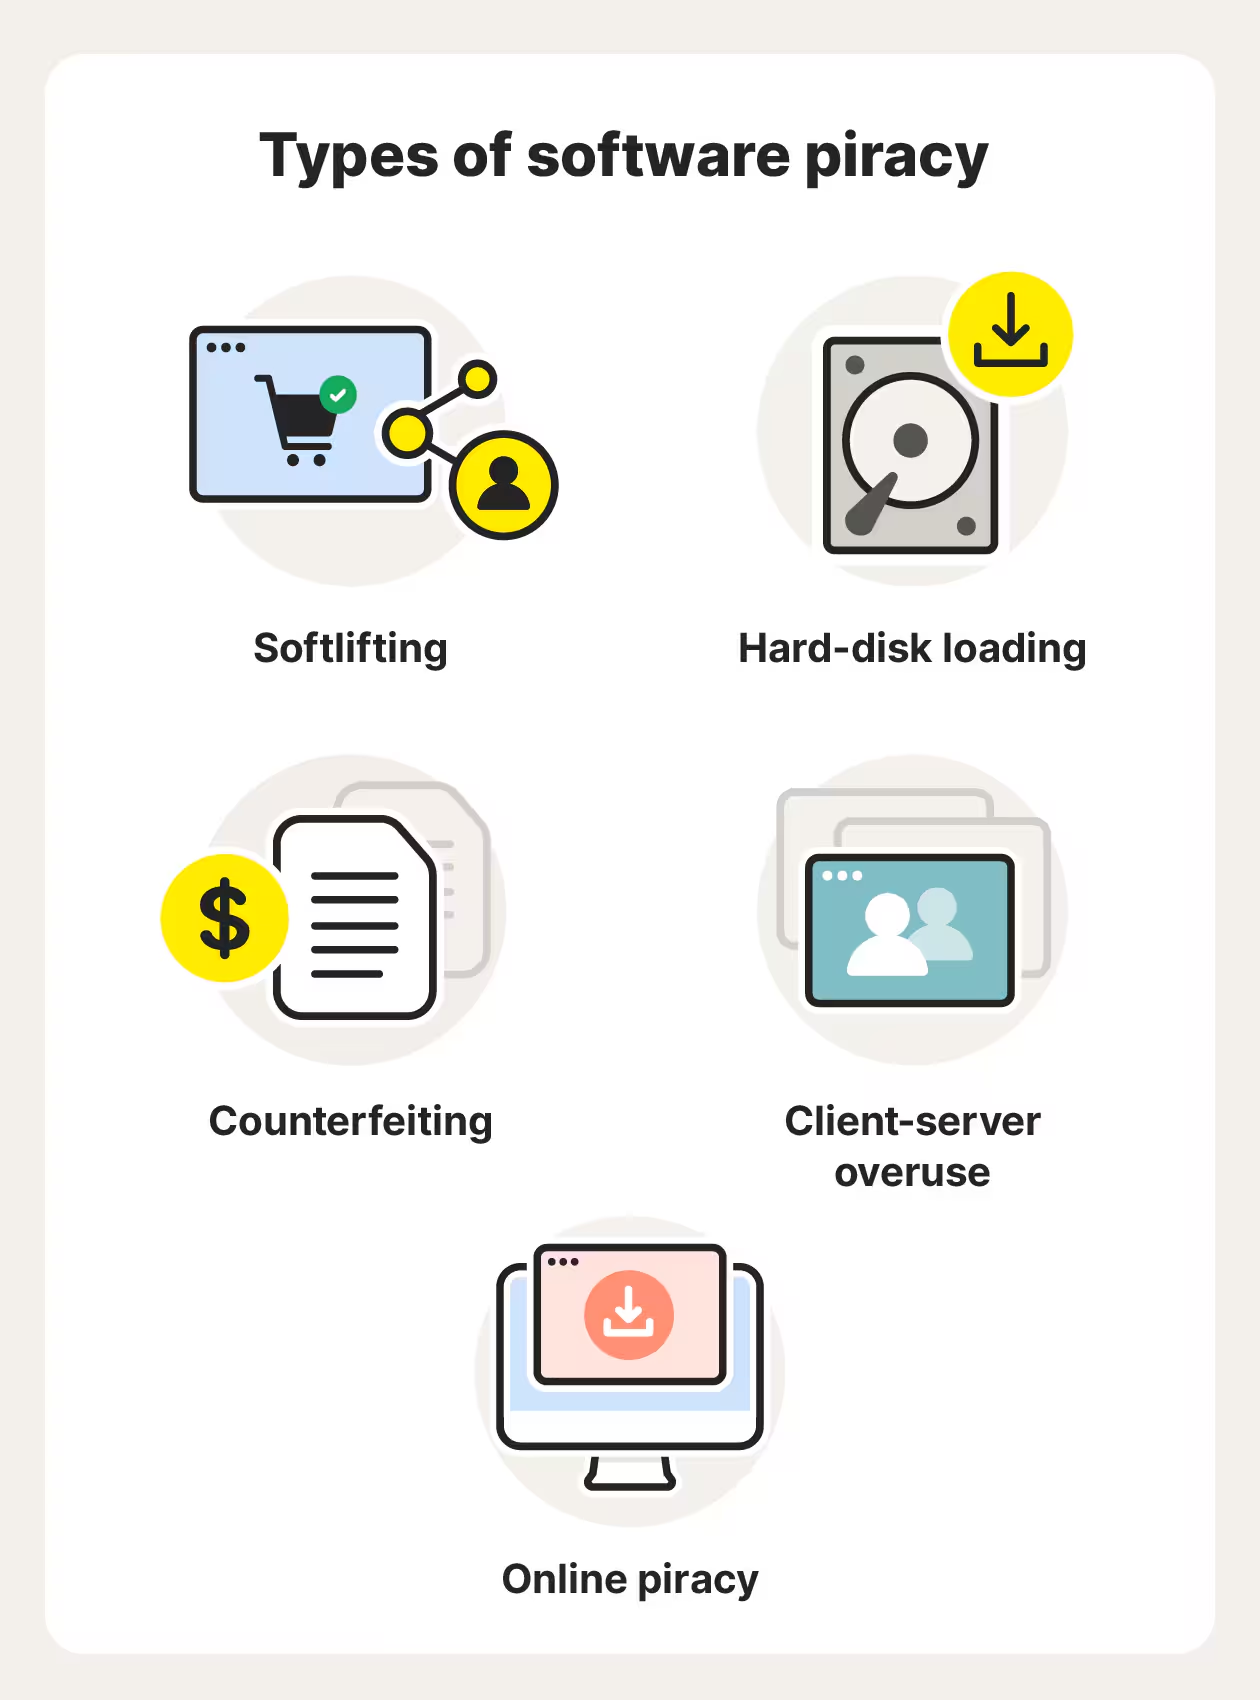 Types of software piracy
Softlifting
Hard-disk loading
$
Counterfeiting
Client-server
overuse
Online piracy